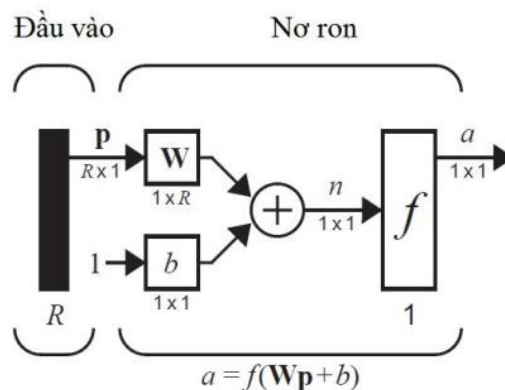 Đầu vào
Nơ ron
p
R x 1
W
1 x R
1
b
1 x 1
n
1 x 1
f
a
1 x 1
R
1
a = f(Wp+b)